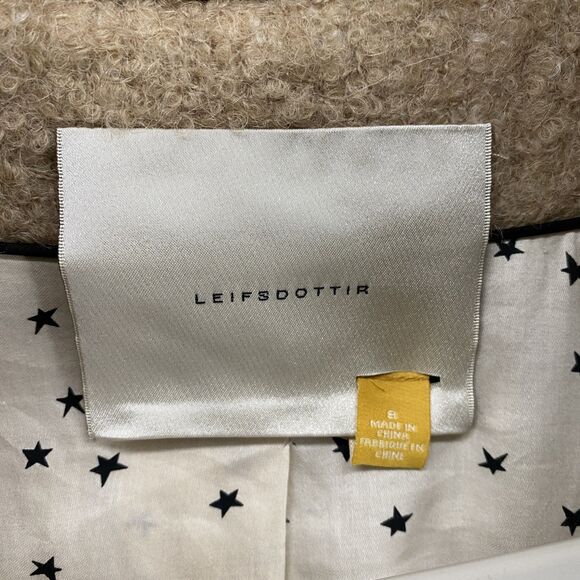 LEIFSDOTTIR
8
MADE IN
CHINA
FABRIQUE EN
CHINE